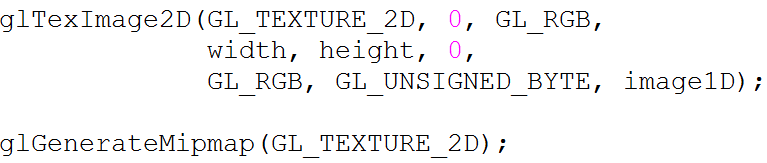 glTexImage2D(GL_TEXTURE_2D, 0, GL_RGB,
width, height, 0,
GL_RGB, GL_UNSIGNED_BYTE, image1D);
glGenerateMipmap(GL_TEXTURE_2D);